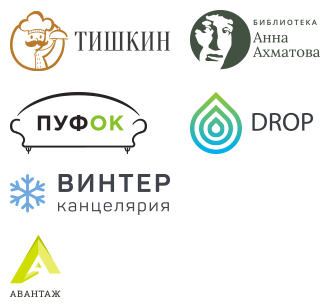 ТИШКИН
БИБЛИОТЕКА
Анна
Ахматова
ПУФОК
DROP
ВИНТЕР
канцелярия
АВАНТАЖ